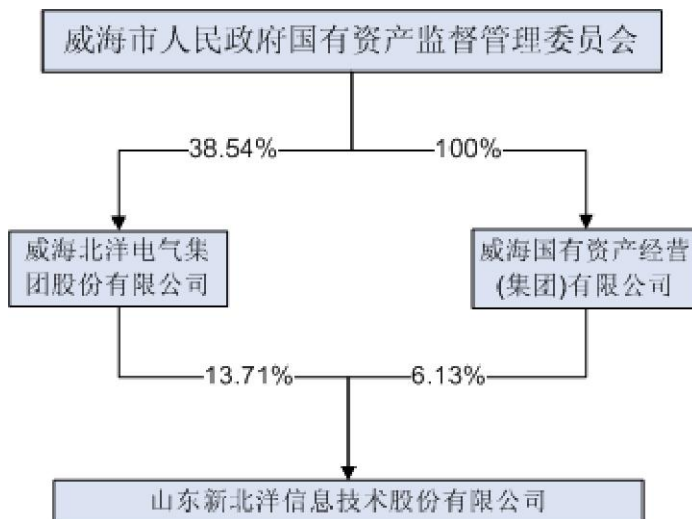 威海市人民政府国有资产监督管理委员会
38.54%
100%
威海北洋电气集
团股份有限公司
威海国有资产经营
(集团)有限公司
13.71%
6.13%
山东新北洋信息技术股份有限公司